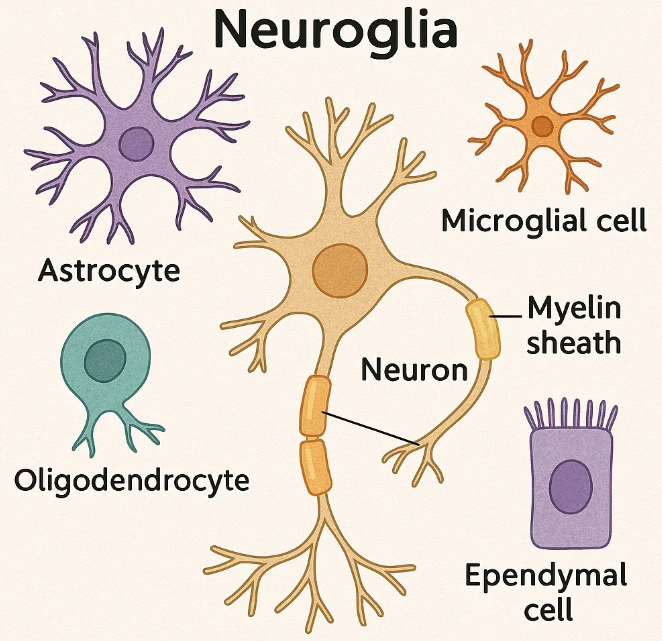 Neuroglia
Astrocyte
Microglial cell
Myelin
sheath
Neuron
Oligodendrocyte
Ependymal
cell